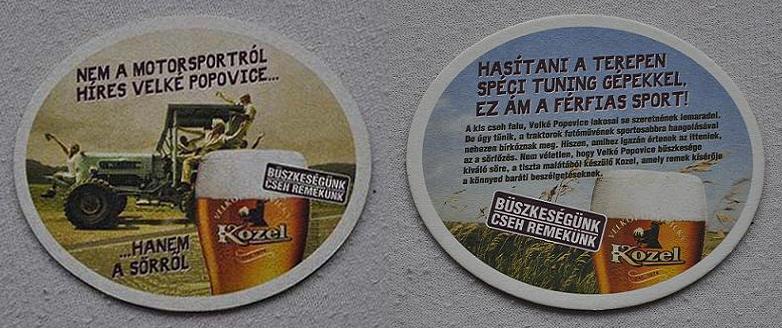 NEM A MOTORSPORTRÓL
HÍRES VELKÉ POPOVICE...
BÜSZKESÉGÜNK
CSEH REMEKÜNK
Kozel
...HANEM
A SÖRRŐL
HASÍTANI A TEREPEN
SPÉCI TUNING GÉPEKKEL,
EZ ÁM A FÉRFIAS SPORT!
A kis cseh falu, Velké Popovice lakosai se szeretnének lemaradni.
De úgy tűnik, a traktorok futóművének sportosabbra hangolásával
nehezen bírkóznak meg. Hiszen, amihez igazán értenek az itteniek,
az a sörfőzés. Nem véletlen, hogy Velké Popovice büszkesége
kiváló söre, a tiszta malátából készülő Kozel, amely remek kísérője
a könnyed baráti beszélgetéseknek.
BÜSZKESÉGÜNK
CSEH REMEKÜNK
Kozel